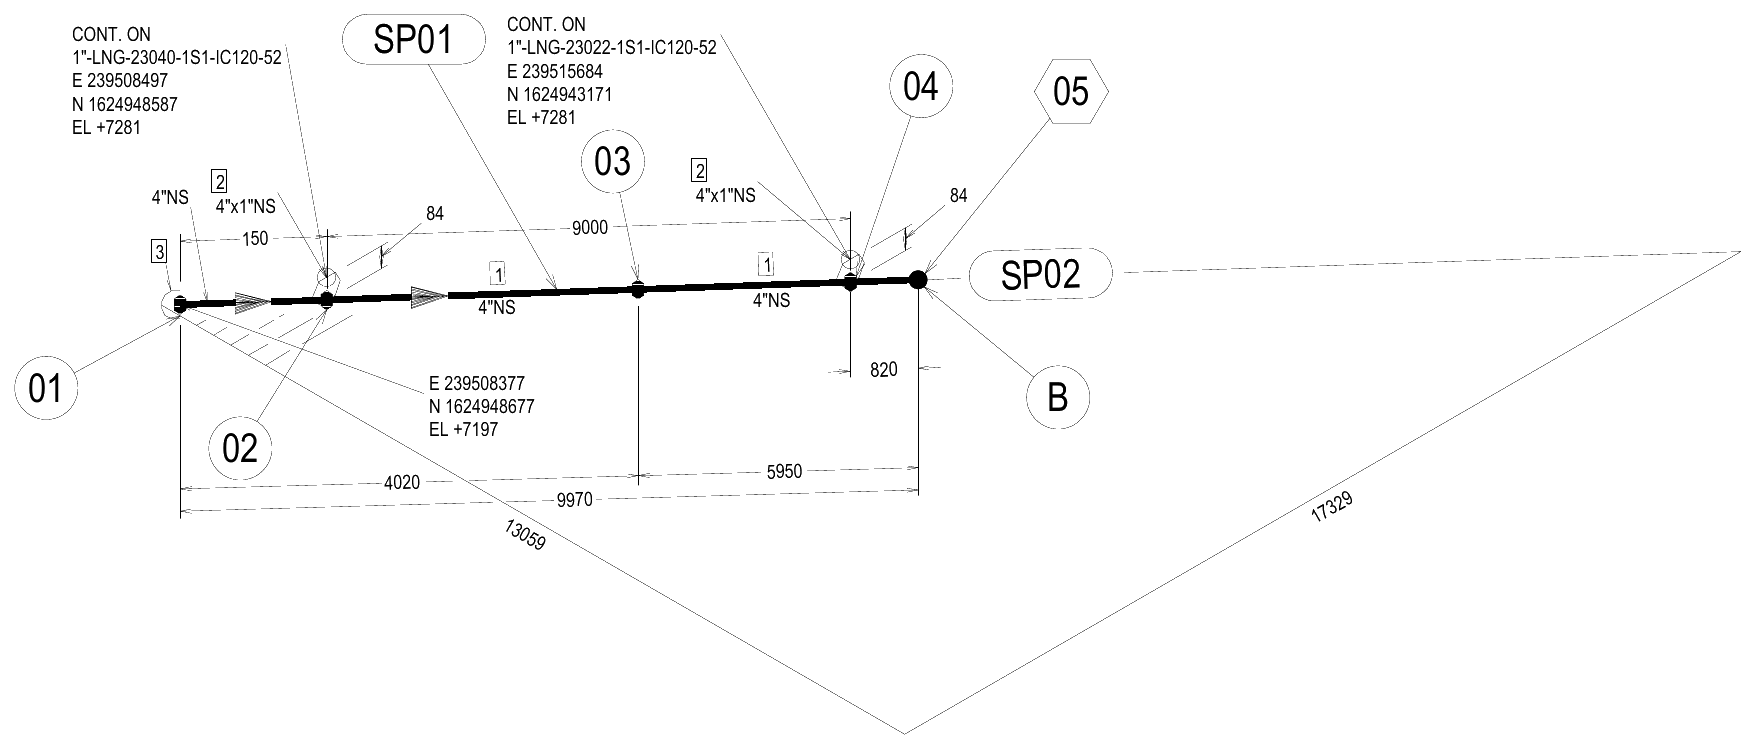 CONT. ON
1"-LNG-23040-1S1-IC120-52
E 239508497
N 1624948587
EL +7281
SP01
CONT. ON
1"-LNG-23022-1S1-IC120-52
E 239515684
N 1624943171
EL +7281
04
05
03
2
4"x1"NS
4"NS
2
4"x1"NS
84
84
150
9000
3
1
4"NS
1
4"NS
SP02
01
02
E 239508377
N 1624948677
EL +7197
820
B
4020
5950
9970
13059
17329